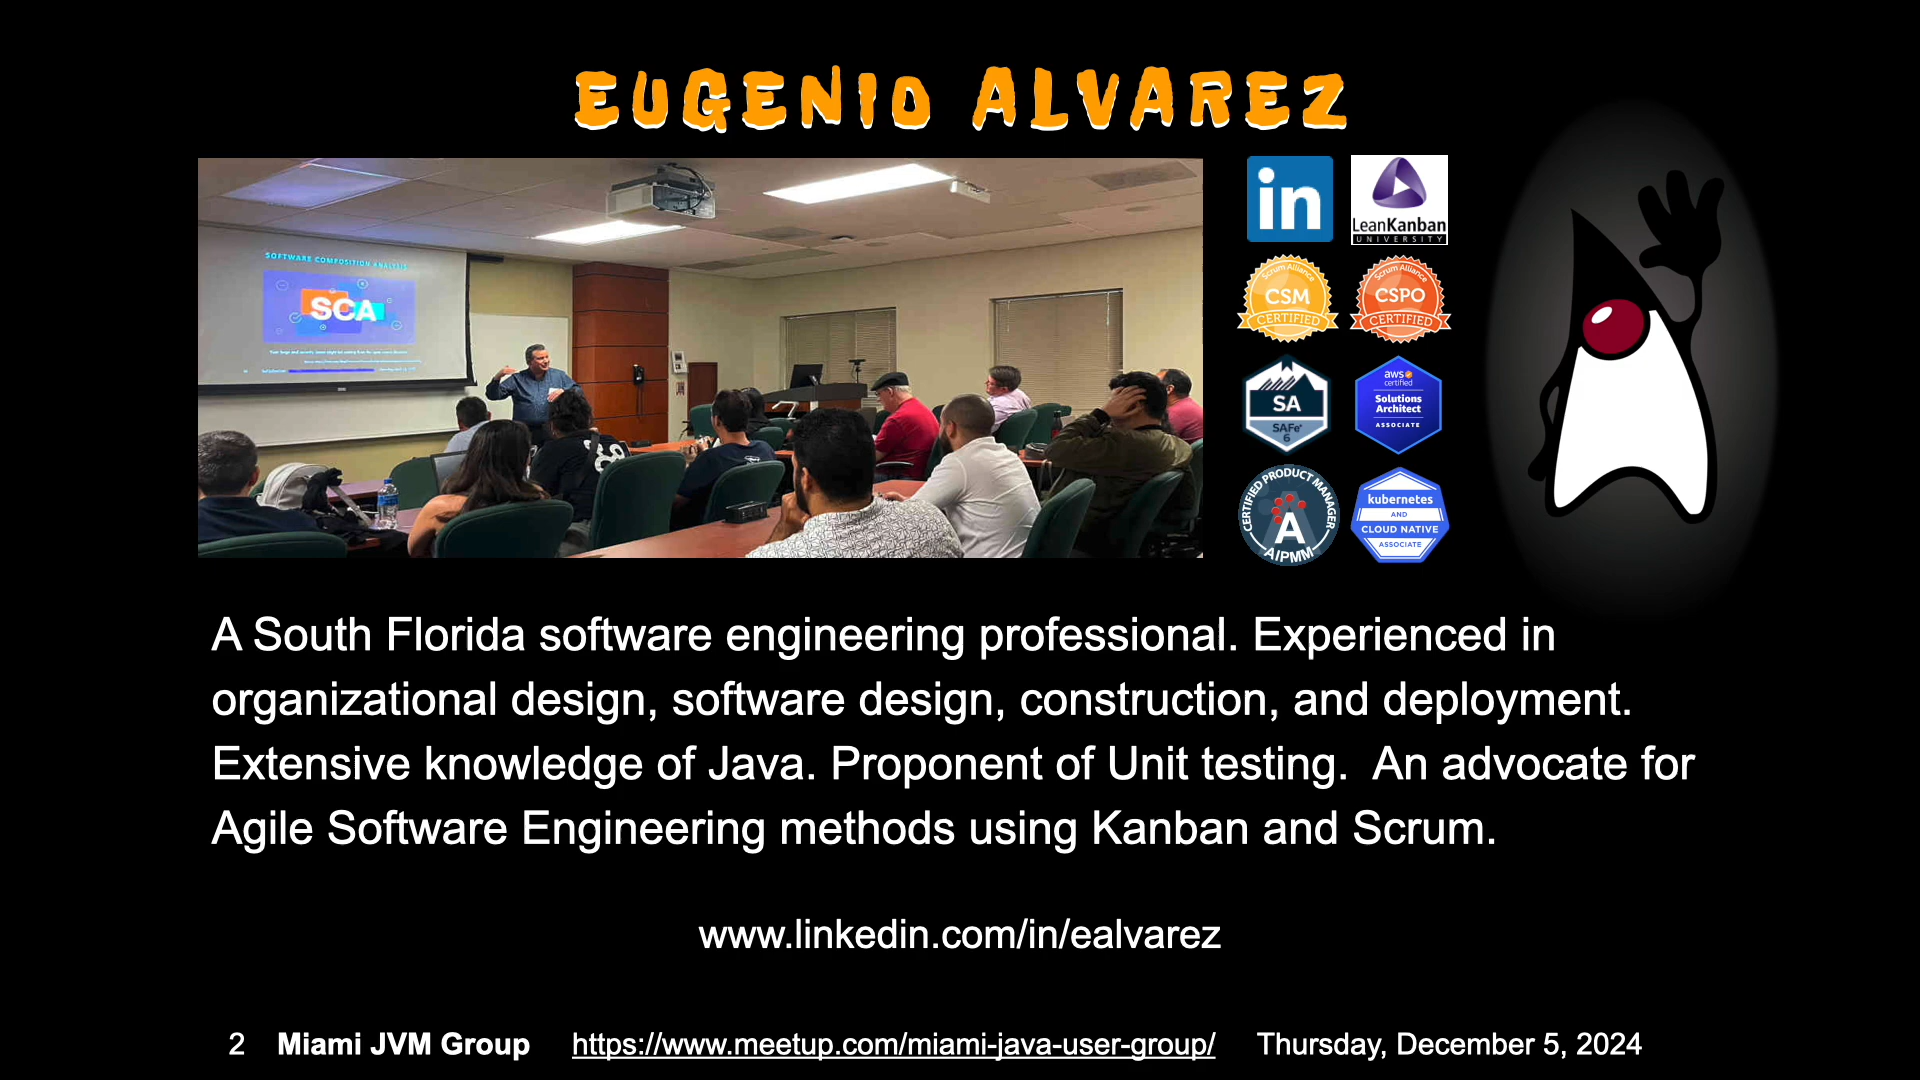 EUGENIO ALVAREZ
SOFTWARE COMPOSITION ANALYSIS
SCA
in
LeanKanban
UNIVERSITY
Scrum Alliance
CSM
CERTIFIED
Scrum Alliance
CSPO
CERTIFIED
SA
SAFe
6
aws
certified
Solutions
Architect
ASSOCIATE
CERTIFIED PRODUCT MANAGER
A
AIPMM
kubernetes
AND
CLOUD NATIVE
ASSOCIATE
A South Florida software engineering professional. Experienced in
organizational design, software design, construction, and deployment.
Extensive knowledge of Java. Proponent of Unit testing.  An advocate for
Agile Software Engineering methods using Kanban and Scrum.
www.linkedin.com/in/ealvarez
2 Miami JVM Group https://www.meetup.com/miami-java-user-group/ Thursday, December 5, 2024